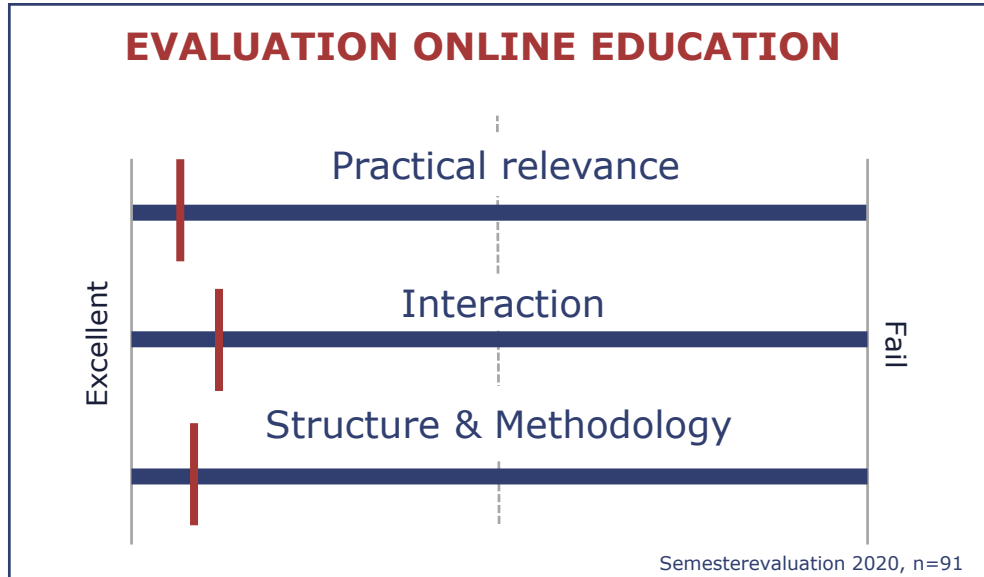 EVALUATION ONLINE EDUCATION
Practical relevance
Interaction
Structure & Methodology
Excellent
Fail
Semesterevaluation 2020, n=91